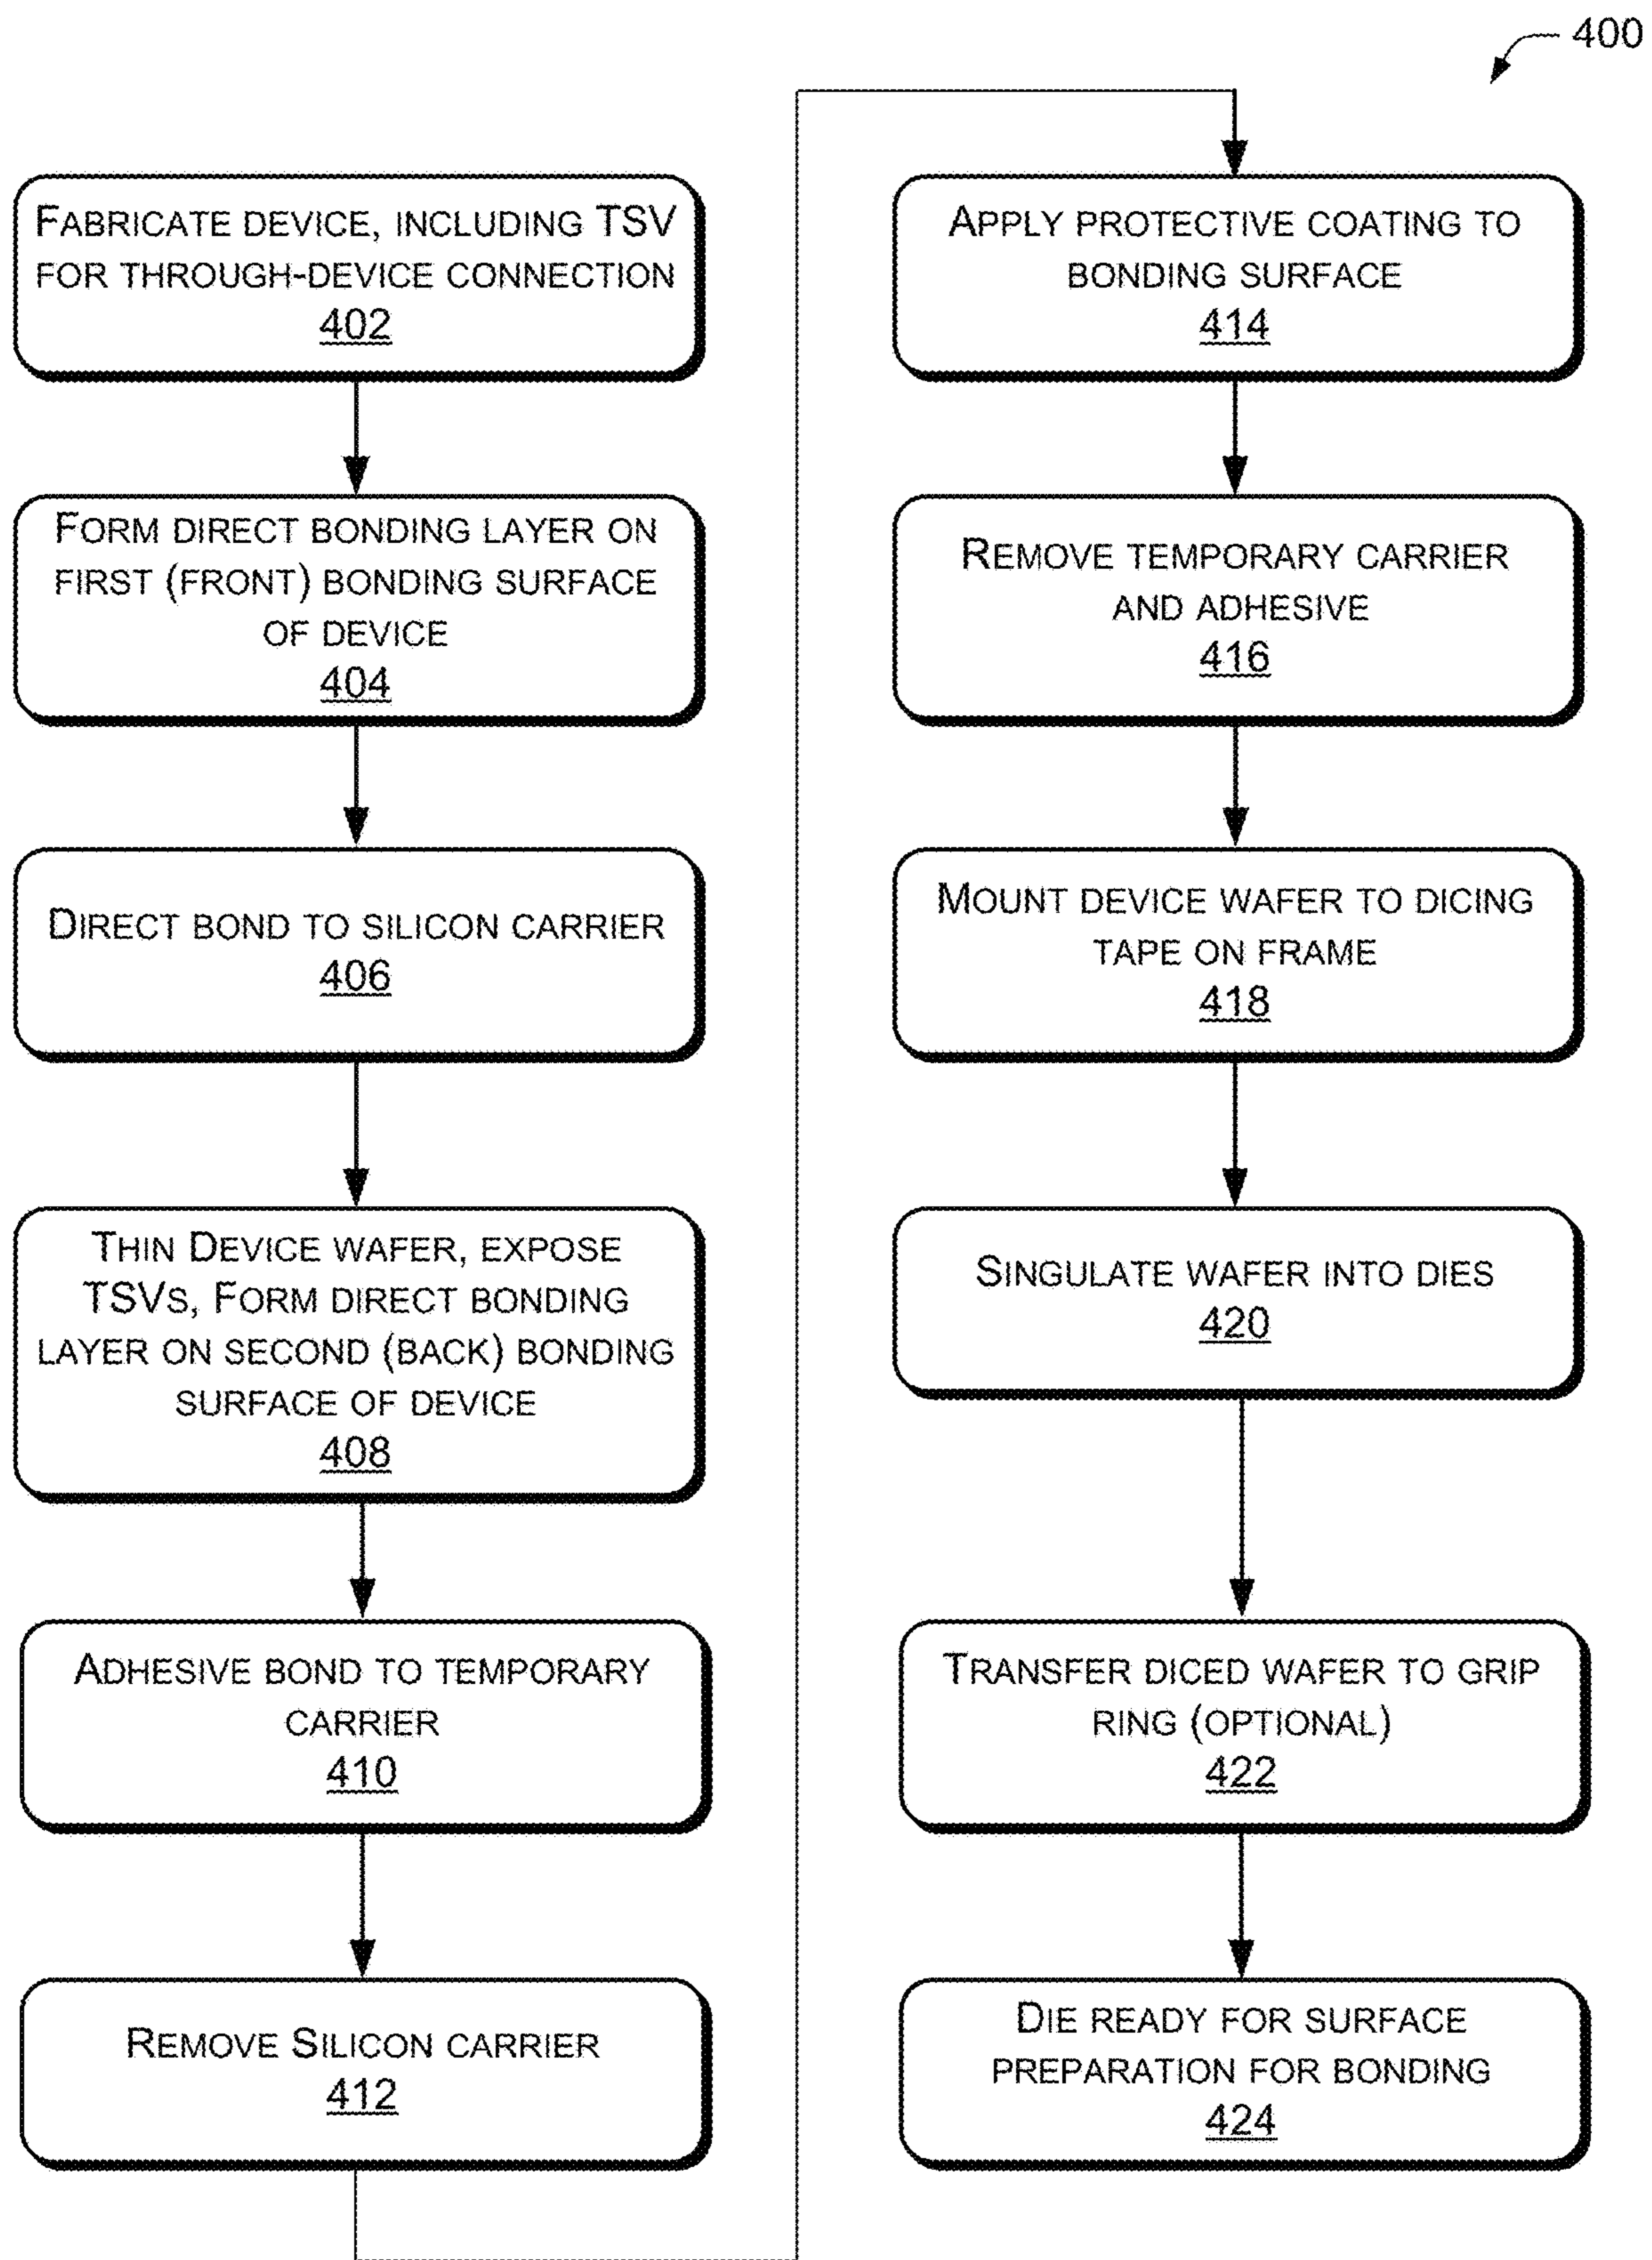 400
FABRICATE DEVICE, INCLUDING TSV
FOR THROUGH-DEVICE CONNECTION
402
FORM DIRECT BONDING LAYER ON
FIRST (FRONT) BONDING SURFACE
OF DEVICE
404
DIRECT BOND TO SILICON CARRIER
406
THIN DEVICE WAFER, EXPOSE
TSVS, FORM DIRECT BONDING
LAYER ON SECOND (BACK) BONDING
SURFACE OF DEVICE
408
ADHESIVE BOND TO TEMPORARY
CARRIER
410
REMOVE SILICON CARRIER
412
APPLY PROTECTIVE COATING TO
BONDING SURFACE
414
REMOVE TEMPORARY CARRIER
AND ADHESIVE
416
MOUNT DEVICE WAFER TO DICING
TAPE ON FRAME
418
SINGULATE WAFER INTO DIES
420
TRANSFER DICED WAFER TO GRIP
RING (OPTIONAL)
422
DIE READY FOR SURFACE
PREPARATION FOR BONDING
424